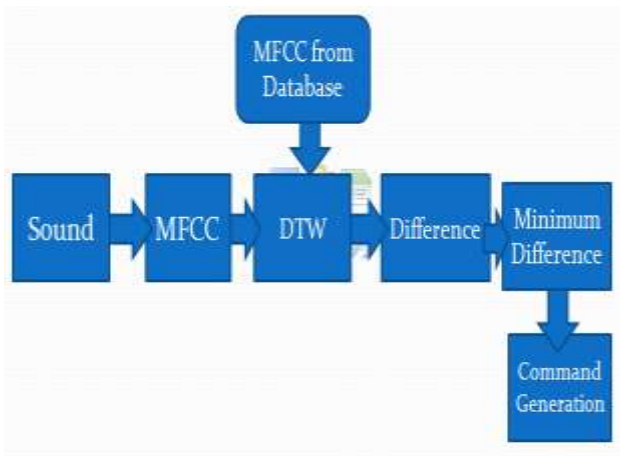 MFCC from
Database
Sound
MFCC
DTW
Difference
Minimum
Difference
Command
Generation